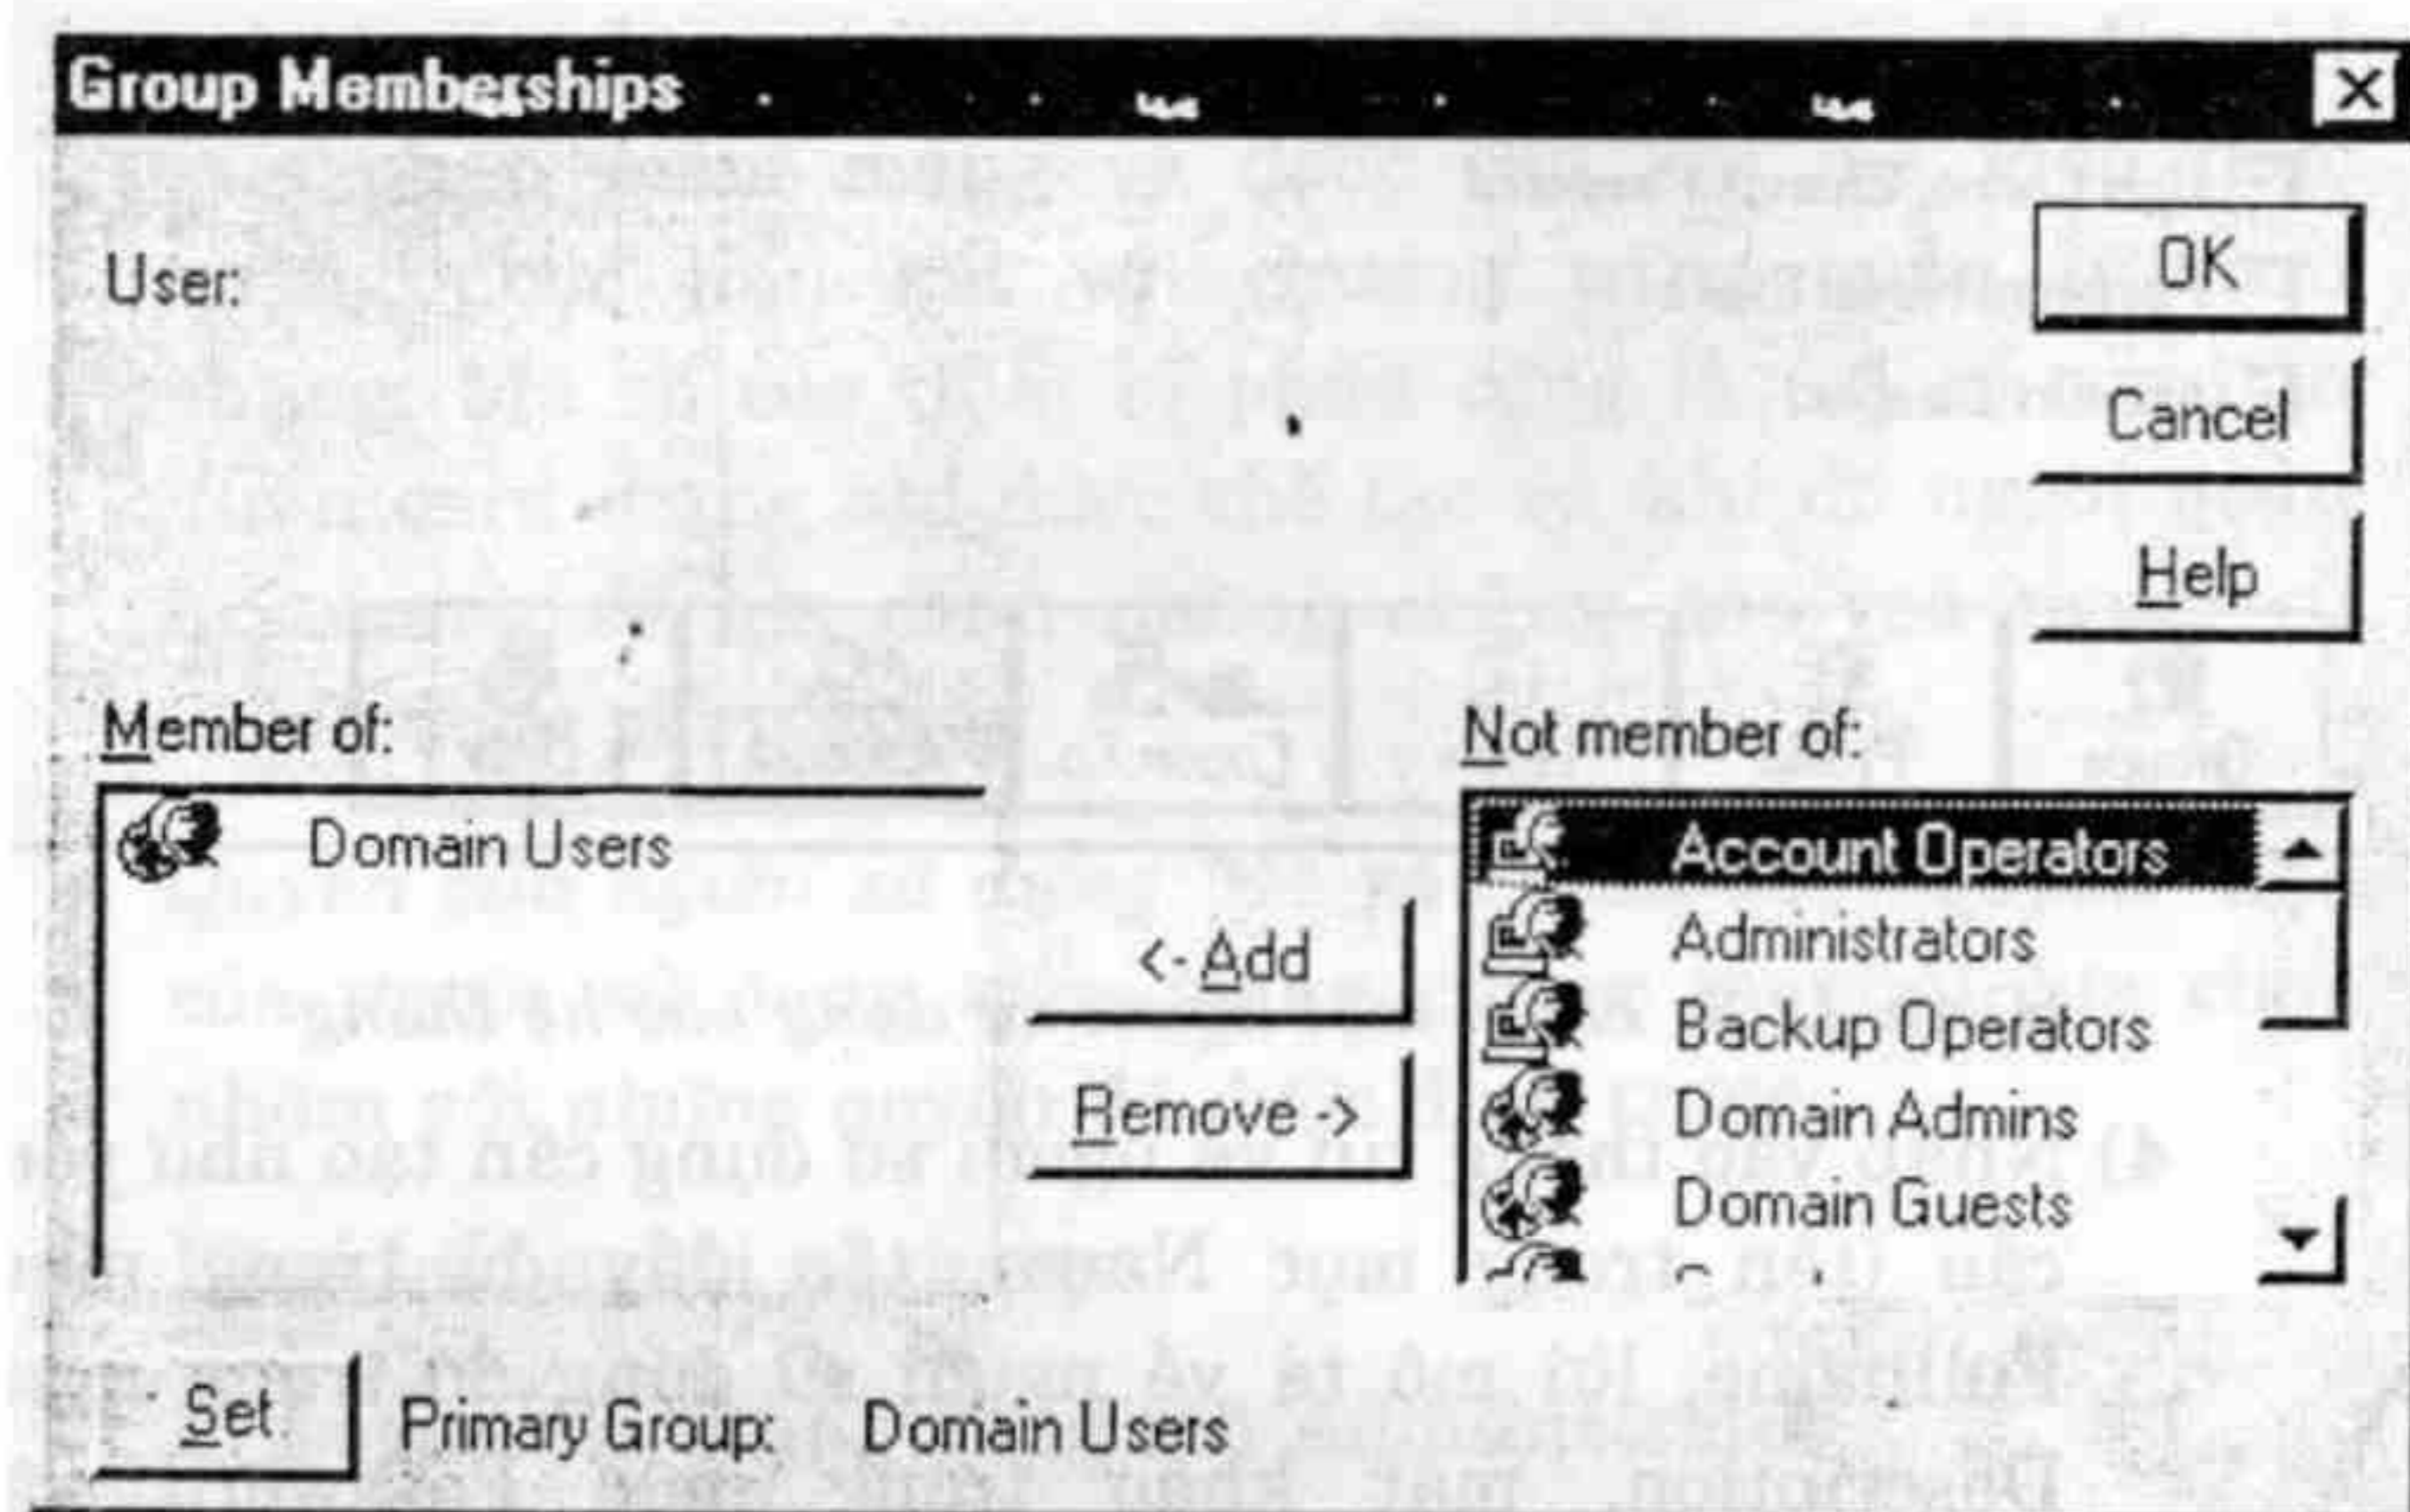 Group Memberships
User:
OK
Cancel
Help
Member of:
Not member of:
Domain Users
Account Operators
Administrators
Backup Operators
Domain Admins
Domain Guests
<- Add
Remove ->
Set
Primary Group: Domain Users